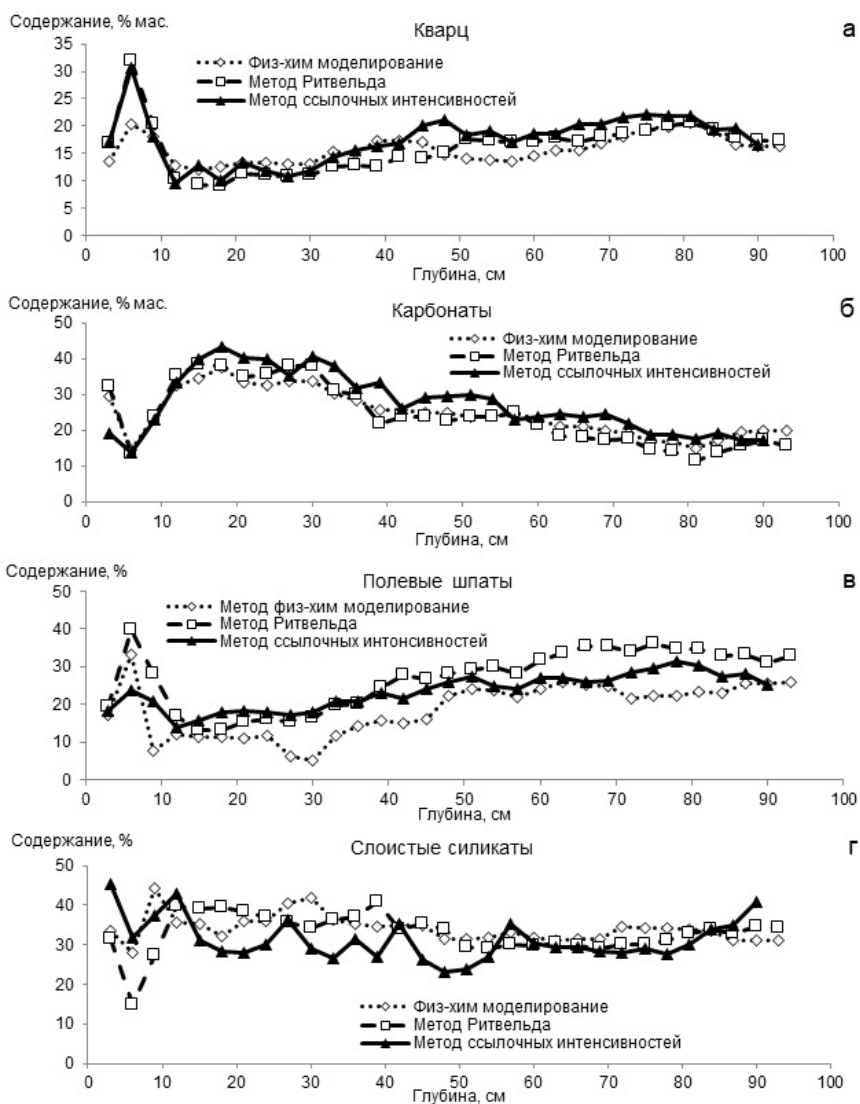 Содержание, % мас.
Кварц
а
35
30
25
20
15
10
5
0
Физ-хим моделирование
Метод Ритвельда
Метод ссылочных интенсивностей
0 10 20 30 40 50 60 70 80 90 100
Глубина, см
Содержание, % мас.
Карбонаты
б
50
40
30
20
10
0
Физ-хим моделирование
Метод Ритвельда
Метод ссылочных интенсивностей
0 10 20 30 40 50 60 70 80 90 100
Глубина, см
Содержание, %
Полевые шпаты
в
50
40
30
20
10
0
Метод физ-хим моделирование
Метод Ритвельда
Метод ссылочных интонсивностей
0 10 20 30 40 50 60 70 80 90 100
Глубина, см
Содержание, %
Слоистые силикаты
г
50
40
30
20
10
0
Физ-хим моделирование
Метод Ритвельда
Метод ссылочных интенсивностей
0 10 20 30 40 50 60 70 80 90 100
Глубина, см